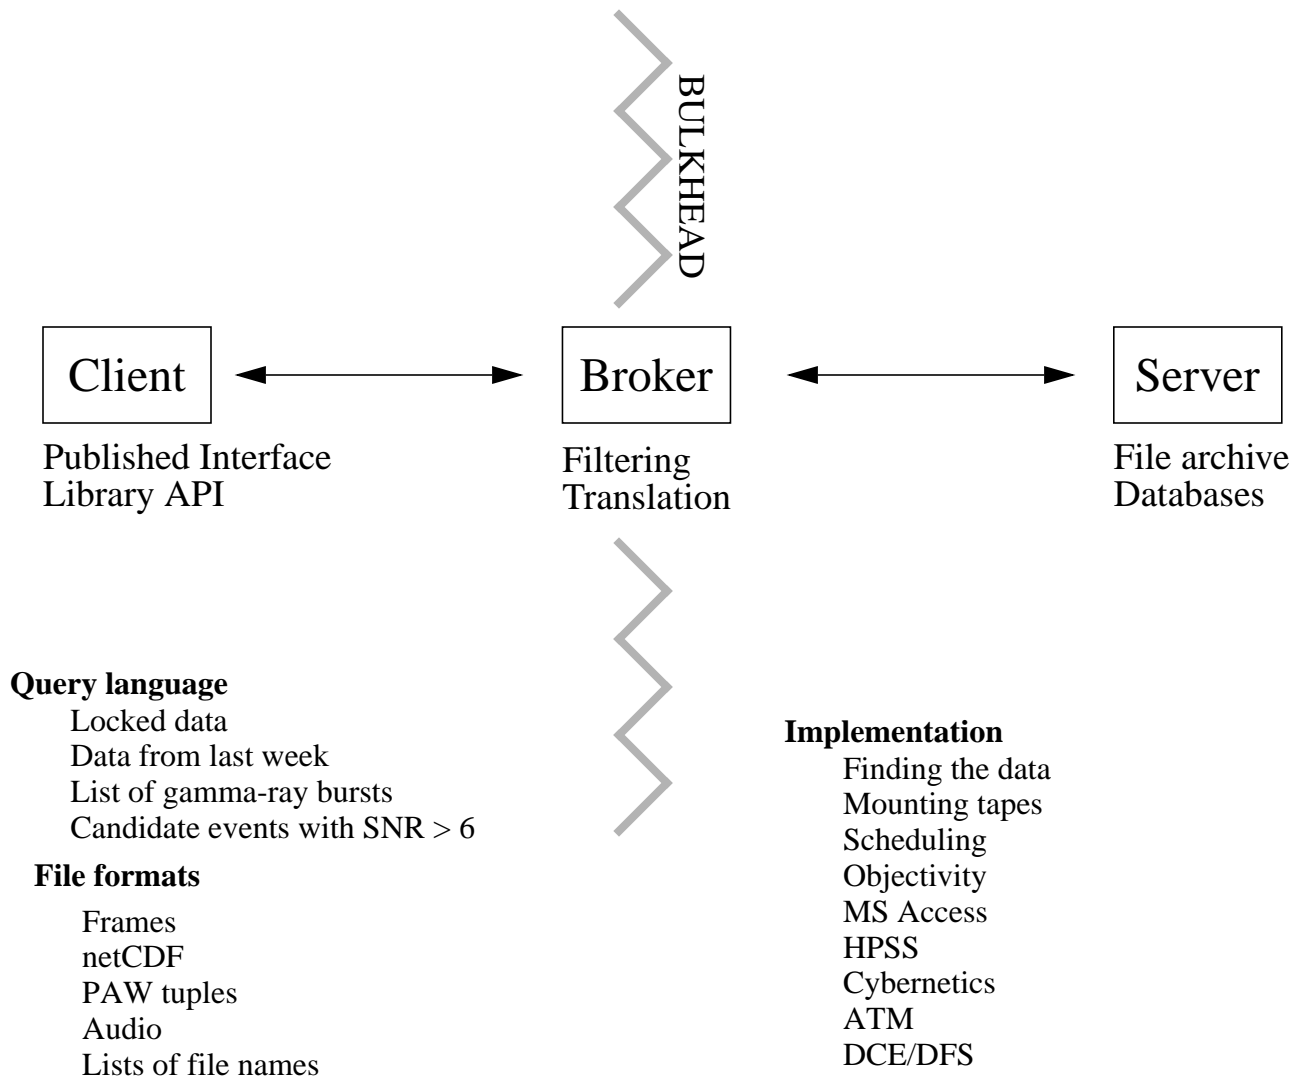 BULKHEAD
Client
Broker
Server
Published Interface
Library API
Filtering
Translation
File archive
Databases
Query language
Locked data
Data from last week
List of gamma-ray bursts
Candidate events with SNR > 6
File formats
Frames
netCDF
PAW tuples
Audio
Lists of file names
Implementation
Finding the data
Mounting tapes
Scheduling
Objectivity
MS Access
HPSS
Cybernetics
ATM
DCE/DFS